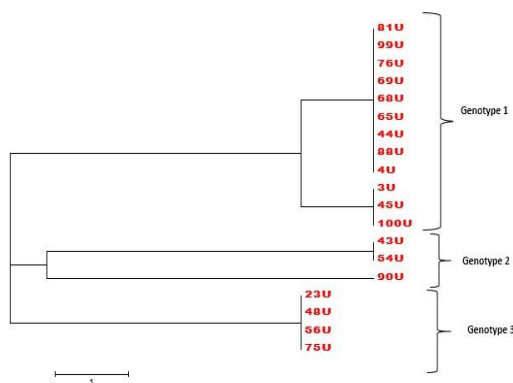 81U
99U
76U
69U
68U
65U
44U
88U
4U
3U
45U
100U
Genotype 1
43U
54U
90U
Genotype 2
23U
48U
56U
75U
Genotype 3
1